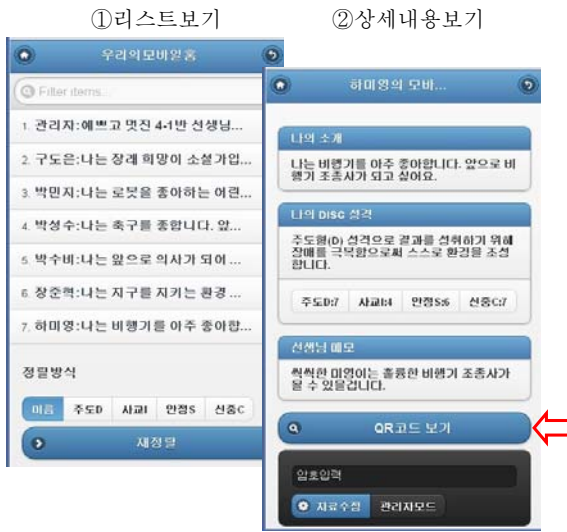 ①리스트보기
②상세내용보기
우리의모바일홈
Filter items...
1. 관리자:예쁘고 멋진 4-1반 선생님...
2. 구도은:나는 장래 희망이 소설가입...
3. 박민지:나는 로봇을 좋아하는 어린...
4. 박성수:나는 축구를 좋합니다. 앞...
5. 박수비:나는 앞으로 의사가 되어 ...
6. 장준혁:나는 지구를 지키는 환경 ...
7. 하미영:나는 비행기를 아주 좋아합...
정렬방식
이름 주도D 사교I 안정S 신중C
재정렬
하미영의 모바...
나의 소개
나는 비행기를 아주 좋아합니다. 앞으로 비
행기 조종사가 되고 싶어요.
나의 DISC 성격
주도형(D) 성격으로 결과를 성취하기 위해
장애를 극복함으로써 스스로 환경을 조성
합니다.
주도D:7 사교I:4 안정S:6 신중C:7
선생님 메모
씩씩한 미영이는 훌륭한 비행기 조종사가
될 수 있을겁니다.
QR코드 보기
암호입력
자료수정 관리자모드